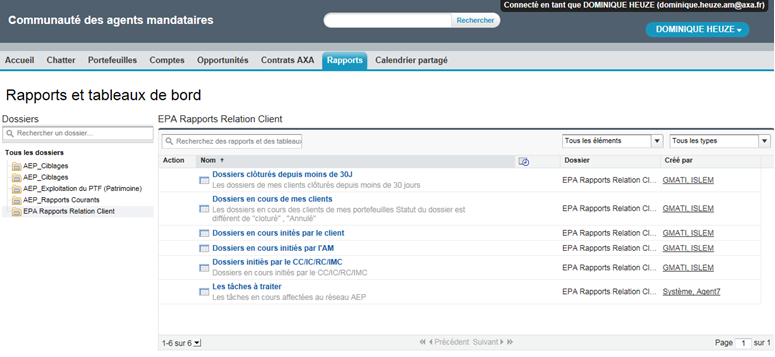 Connecté en tant que DOMINIQUE HEUZE (dominique.heuze.am@axa.fr)
Communauté des agents mandataires
Rechercher
DOMINIQUE HEUZE
Accueil Chatter Portefeuilles Comptes Opportunités Contrats AXA Rapports Calendrier partagé
Rapports et tableaux de bord
Dossiers
Rechercher un dossier...
Tous les dossiers
AEP_Ciblages
AEP_Ciblages
AEP_Exploitation du PTF (Patrimoine)
AEP_Rapports Courants
EPA Rapports Relation Client
EPA Rapports Relation Client
Recherchez des rapports et des tableau
Tous les éléments Tous les types
Action Nom Dossier Créé par
Dossiers clôturés depuis moins de 30J EPA Rapports Relation Cl... GMATI, ISLEM
Les dossiers de mes clients clôturés depuis moins de 30 jours
Dossiers en cours de mes clients EPA Rapports Relation Cl... GMATI, ISLEM
Les dossiers en cours des clients de mes portefeuilles Statut du dossier est
différent de "cloturé" , "Annulé"
Dossiers en cours initiés par le client EPA Rapports Relation Cl... GMATI, ISLEM
Dossiers en cours initiés par l'AM EPA Rapports Relation Cl... GMATI, ISLEM
Dossiers initiés par le CC/IC/RC/IMC EPA Rapports Relation Cl... GMATI, ISLEM
Dossiers en cours initiés par le CC/IC/RC/IMC
Les tâches à traiter EPA Rapports Relation Cl... Système, Agent7
Les tâches en cours affectées au réseau AEP
1-6 sur 6 Précédent Suivant Page 1 sur 1